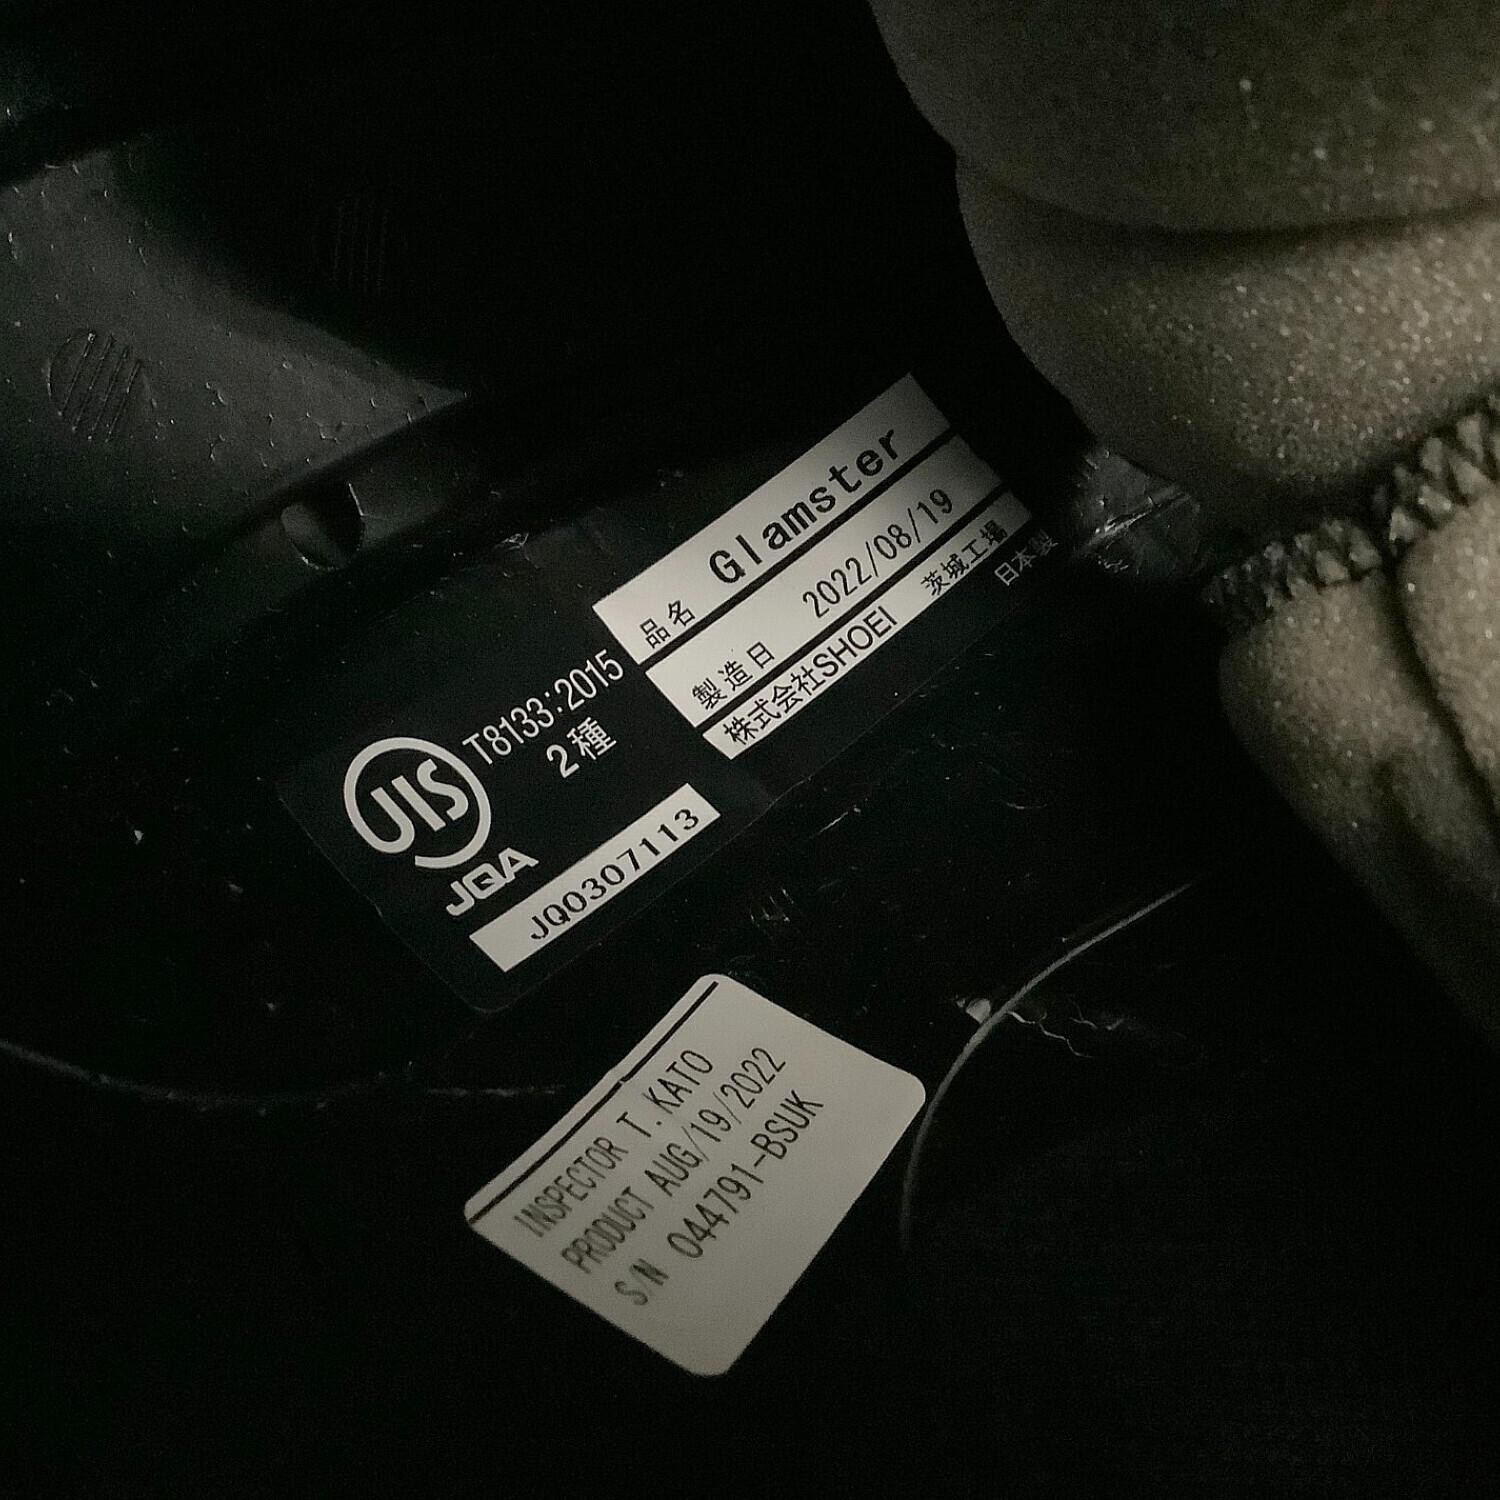 品名 Glamster
製造日 2022/08/19
株式会社SHOEI 茨城工場
日本製
JIS
T8133:2015
2種
JQA
JQ0307113
INSPECTOR T. KATO
PRODUCT AUG/19/2022
S/N 044791-BSUK